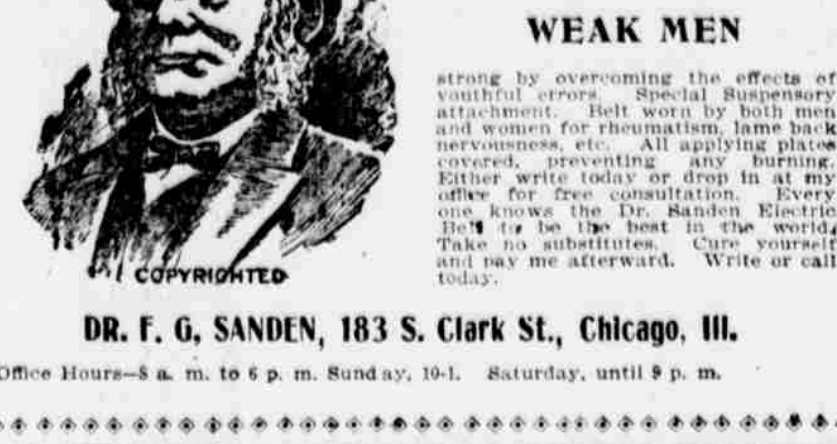 WEAK MEN
strong by overcoming the effects of
youthful errors. Special Suspensory
attachment. Belt worn by both men
and women for rheumatism, lame back
nervousness, etc. All applying plates
covered, preventing any burning.
Either write today or drop in at my
office for free consultation. Every
one knows the Dr. Sanden Electric
Belt to be the best in the world.
Take no substitutes. Cure yourself
and pay me afterward. Write or call
today.
COPYRIGHTED
DR. F. G. SANDEN, 183 S. Clark St., Chicago, Ill.
Office Hours—8 a. m. to 6 p. m. Sunday, 10-1. Saturday, until 9 p. m.